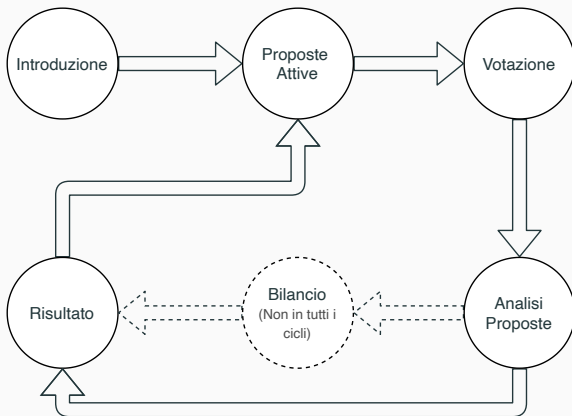 Introduzione
Proposte
Attive
Votazione
Risultato
Bilancio
(Non in tutti i
cicli)
Analisi
Proposte